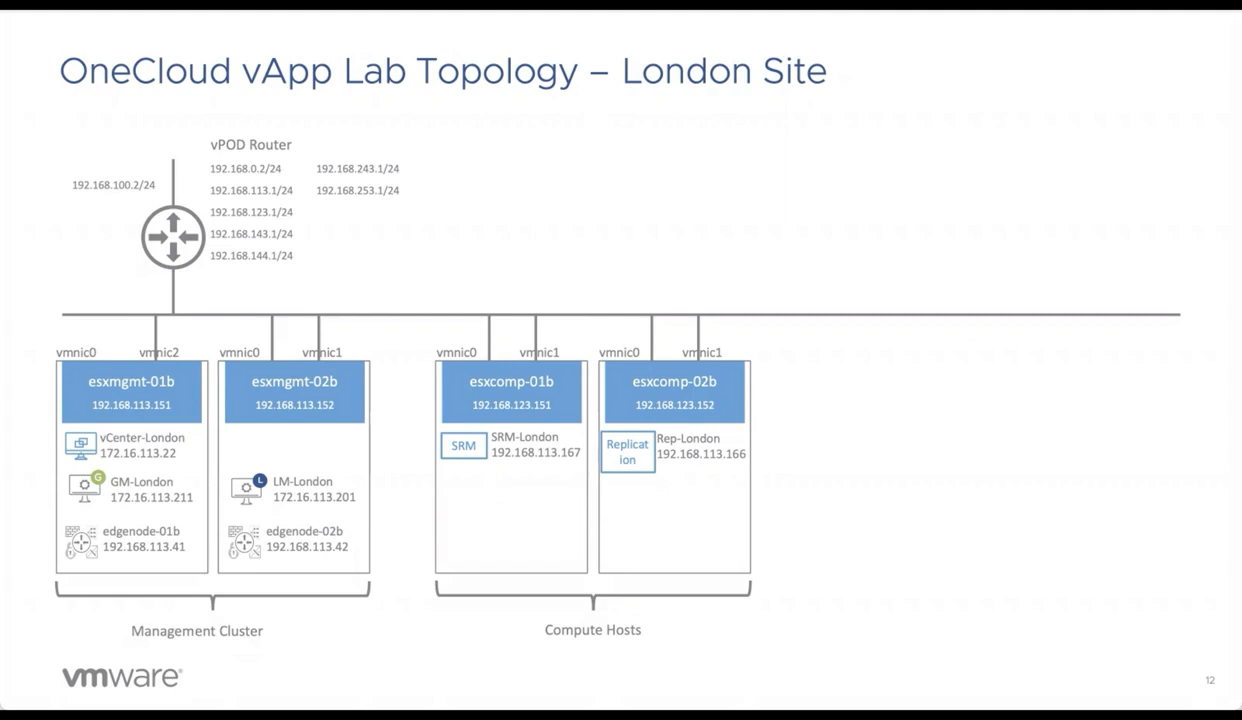 OneCloud vApp Lab Topology – London Site
vPOD Router
192.168.100.2/24
192.168.0.2/24
192.168.243.1/24
192.168.113.1/24
192.168.253.1/24
192.168.123.1/24
192.168.143.1/24
192.168.144.1/24
vmnic0
vmnic2
vmnic0
vmnic1
vmnic0
vmnic1
vmnic0
vmnic1
esxmgmt-01b
192.168.113.151
vCenter-London
172.16.113.22
G
GM-London
172.16.113.211
edgenode-01b
192.168.113.41
esxmgmt-02b
192.168.113.152
L
LM-London
172.16.113.201
edgenode-02b
192.168.113.42
esxcomp-01b
192.168.123.151
SRM
SRM-London
192.168.113.167
esxcomp-02b
192.168.123.152
Replicat
ion
Rep-London
192.168.113.166
Management Cluster
Compute Hosts
vmware®
12